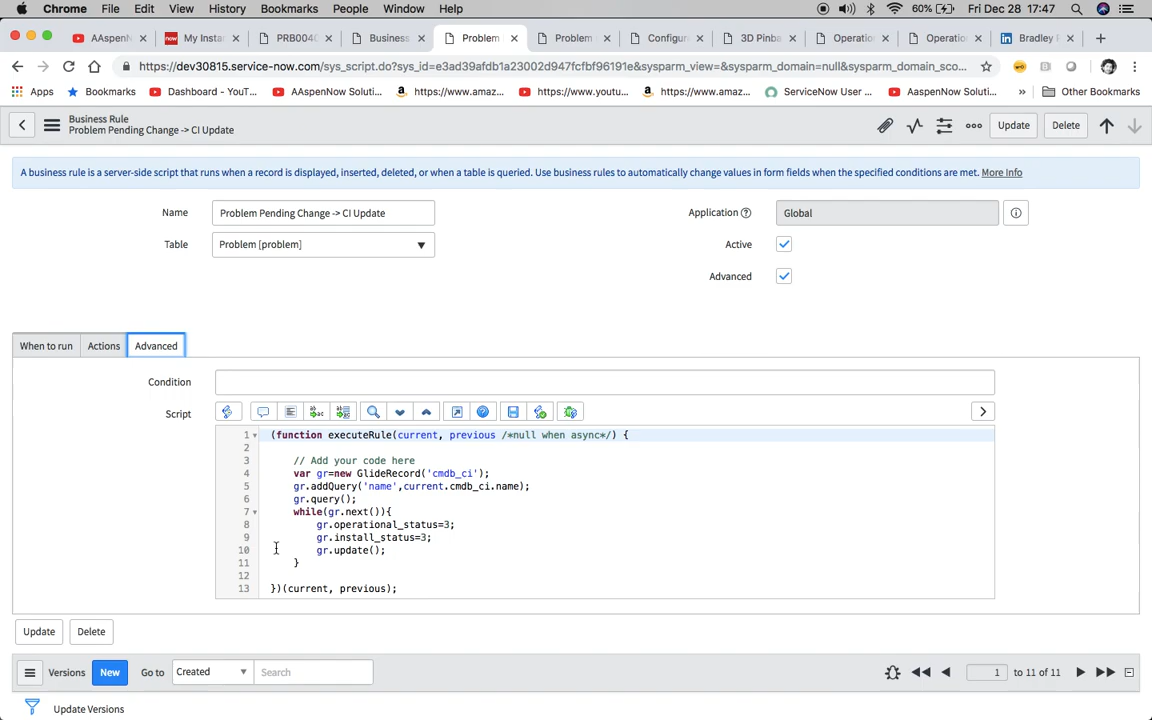 Chrome File Edit View History Bookmarks People Window Help 60% Fri Dec 28 17:47
AAspenN My Insta PRB0040 Business Problem Problem Configur 3D Pinba Operatio Operatio Bradley
https://dev30815.service-now.com/sys_script.do?sys_id=e3ad39afdb1a23002d947fcfbf96191e&sysparm_view=&sysparm_domain=null&sysparm_domain_sco...
Apps Bookmarks Dashboard - YouT... AAspenNow Soluti... https://www.amaz... https://www.youtu... https://www.amaz... ServiceNow User ... AaspenNow Soluti... » Other Bookmarks
Business Rule
Problem Pending Change -> CI Update
Update Delete
A business rule is a server-side script that runs when a record is displayed, inserted, deleted, or when a table is queried. Use business rules to automatically change values in form fields when the specified conditions are met. More Info
Name Problem Pending Change -> CI Update Application Global
Table Problem [problem] Active
Advanced
When to run Actions Advanced
Condition
Script
1 (function executeRule(current, previous /*null when async*/) {
2
3 // Add your code here
4 var gr=new GlideRecord('cmdb_ci');
5 gr.addQuery('name',current.cmdb_ci.name);
6 gr.query();
7 while(gr.next()){
8 gr.operational_status=3;
9 gr.install_status=3;
10 gr.update();
11 }
12
13 })(current, previous);
Update Delete
Versions New Go to Created Search 1 to 11 of 11
Update Versions